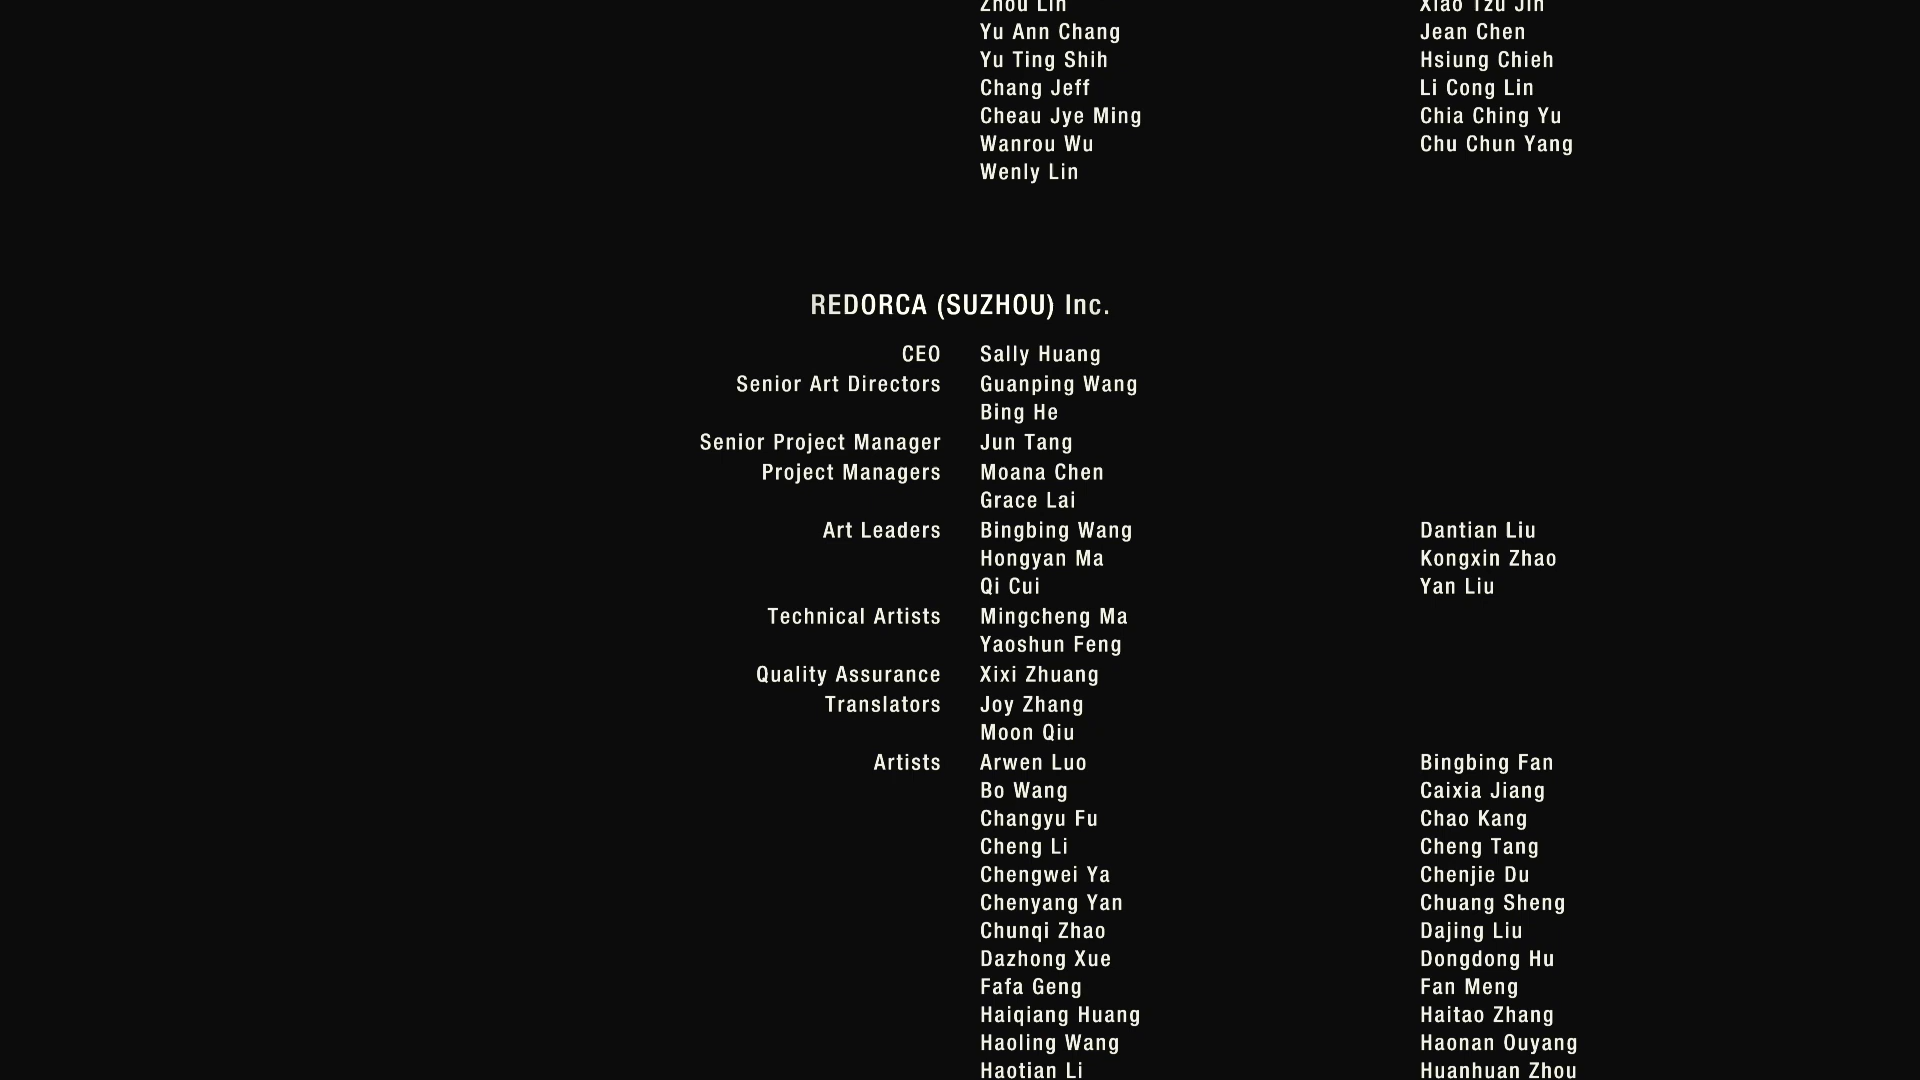 Zhou Lin Xiao Tzu Jin
Yu Ann Chang Jean Chen
Yu Ting Shih Hsiung Chieh
Chang Jeff Li Cong Lin
Cheau Jye Ming Chia Ching Yu
Wanrou Wu Chu Chun Yang
Wenly Lin
REDORCA (SUZHOU) Inc.
CEO Sally Huang
Senior Art Directors Guanping Wang
Bing He
Senior Project Manager Jun Tang
Project Managers Moana Chen
Grace Lai
Art Leaders Bingbing Wang Dantian Liu
Hongyan Ma Kongxin Zhao
Qi Cui Yan Liu
Technical Artists Mingcheng Ma
Yaoshun Feng
Quality Assurance Xixi Zhuang
Translators Joy Zhang
Moon Qiu
Artists Arwen Luo Bingbing Fan
Bo Wang Caixia Jiang
Changyu Fu Chao Kang
Cheng Li Cheng Tang
Chengwei Ya Chenjie Du
Chenyang Yan Chuang Sheng
Chunqi Zhao Dajing Liu
Dazhong Xue Dongdong Hu
Fafa Geng Fan Meng
Haiqiang Huang Haitao Zhang
Haoling Wang Haonan Ouyang
Haotian Li Huanhuan Zhou